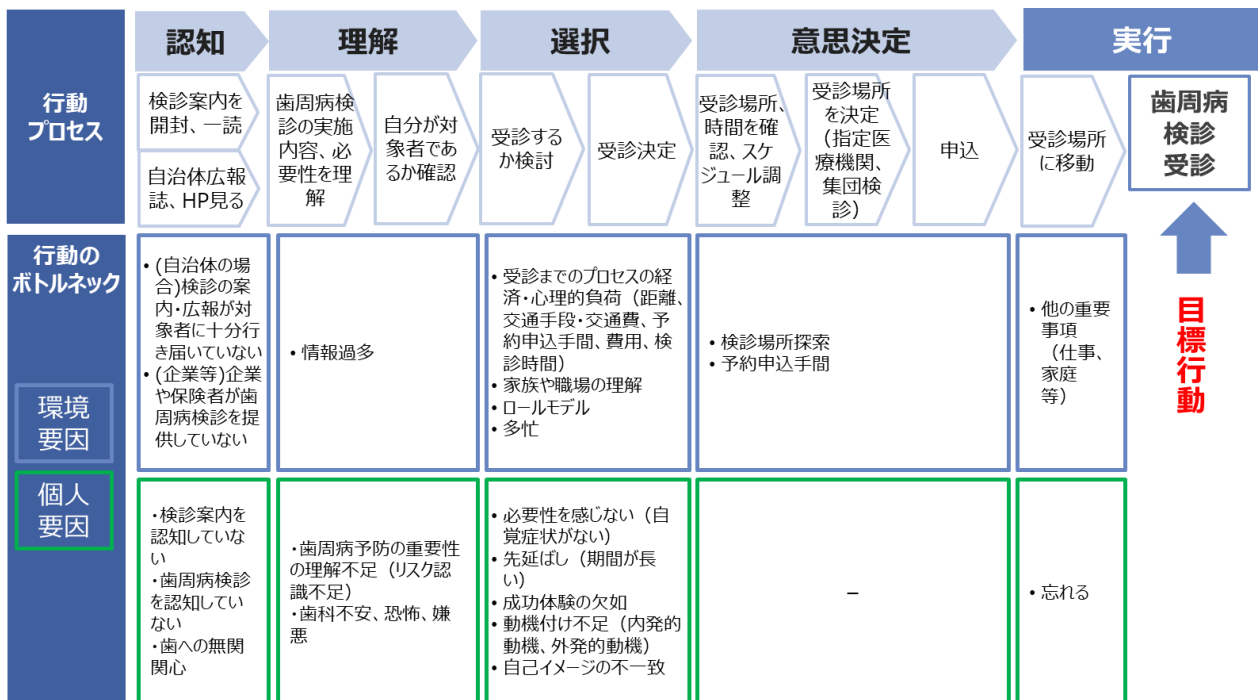 認知
理解
選択
意思決定
実行
行動
プロセス
検診案内を
開封、一読
自治体広報
誌、HP見る
歯周病検
診の実施
内容、必
要性を理
解
自分が対
象者であ
るか確認
受診する
か検討
受診決定
受診場所、
時間を確
認、スケ
ジュール調
整
受診場所
を決定
(指定医
療機関、
集団検
診)
申込
受診場所
に移動
歯周病
検診
受診
行動の
ボトルネック
環境
要因
• (自治体の場
合)検診の案
内・広報が対
象者に十分行
き届いていない
• (企業等)企業
や保険者が歯
周病検診を提
供していない
• 情報過多
• 受診までのプロセスの経
済・心理的負荷(距離、
交通手段・交通費、予
約申込手間、費用、検
診時間)
• 家族や職場の理解
• ロールモデル
• 多忙
• 検診場所探索
• 予約申込手間
• 他の重要
事項
(仕事、
家庭
等)
目標行動
個人
要因
・検診案内を
認知していな
い
・歯周病検診
を認知してい
ない
・歯への無関
関心
・歯周病予防の重要性
の理解不足(リスク認
識不足)
・歯科不安、恐怖、嫌
悪
• 必要性を感じない(自
覚症状がない)
• 先延ばし(期間が長
い)
• 成功体験の欠如
• 動機付け不足(内発的
動機、外発的動機)
• 自己イメージの不一致
–
• 忘れる